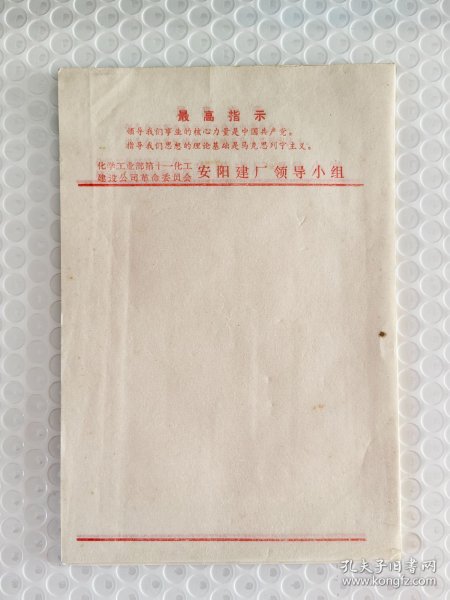 最高指示
领导我们事业的核心力量是中国共产党。
指导我们思想的理论基础是马克思列宁主义。
化学工业部第十一化工
建设公司革命委员会 安阳建厂领导小组
孔夫子旧书网
www.kongfz.com